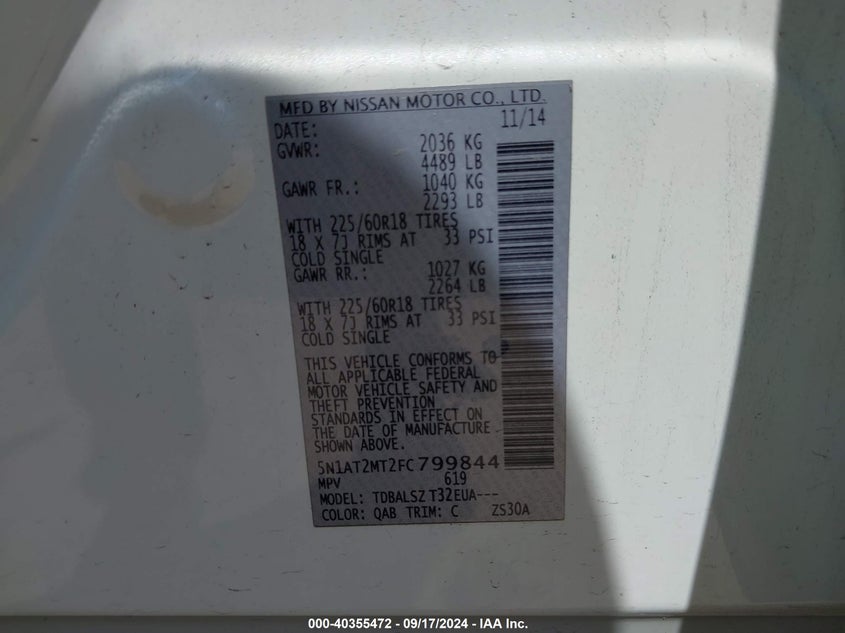 MFD BY NISSAN MOTOR CO., LTD.
DATE: 11/14
GVWR: 2036 KG
4489 LB
GAWR FR.: 1040 KG
2293 LB
WITH 225/60R18 TIRES
18 X 7J RIMS AT 33 PSI
COLD SINGLE
GAWR RR.: 1027 KG
2264 LB
WITH 225/60R18 TIRES
18 X 7J RIMS AT 33 PSI
COLD SINGLE
THIS VEHICLE CONFORMS TO
ALL APPLICABLE FEDERAL
MOTOR VEHICLE SAFETY AND
THEFT PREVENTION
STANDARDS IN EFFECT ON
THE DATE OF MANUFACTURE
SHOWN ABOVE.
5N1AT2MT2FC799844
MPV 619
MODEL: TDBALSZ T32EUA---
COLOR: QAB TRIM: C ZS30A
000-40355472 - 09/17/2024 - IAA Inc.